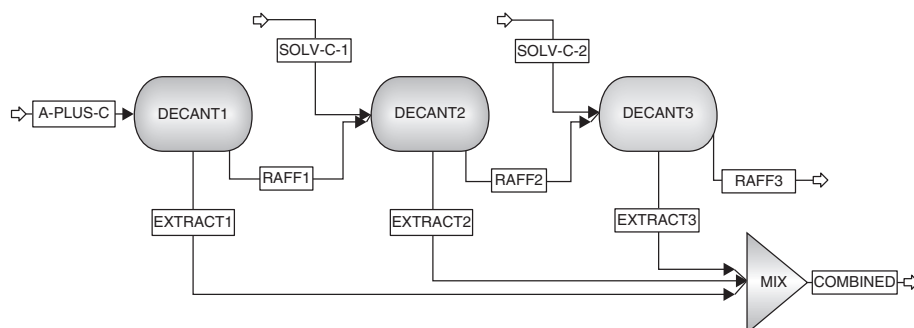 SOLV-C-1
SOLV-C-2
A-PLUS-C
DECANT1
DECANT2
DECANT3
RAFF1
RAFF2
RAFF3
EXTRACT1
EXTRACT2
EXTRACT3
MIX
COMBINED